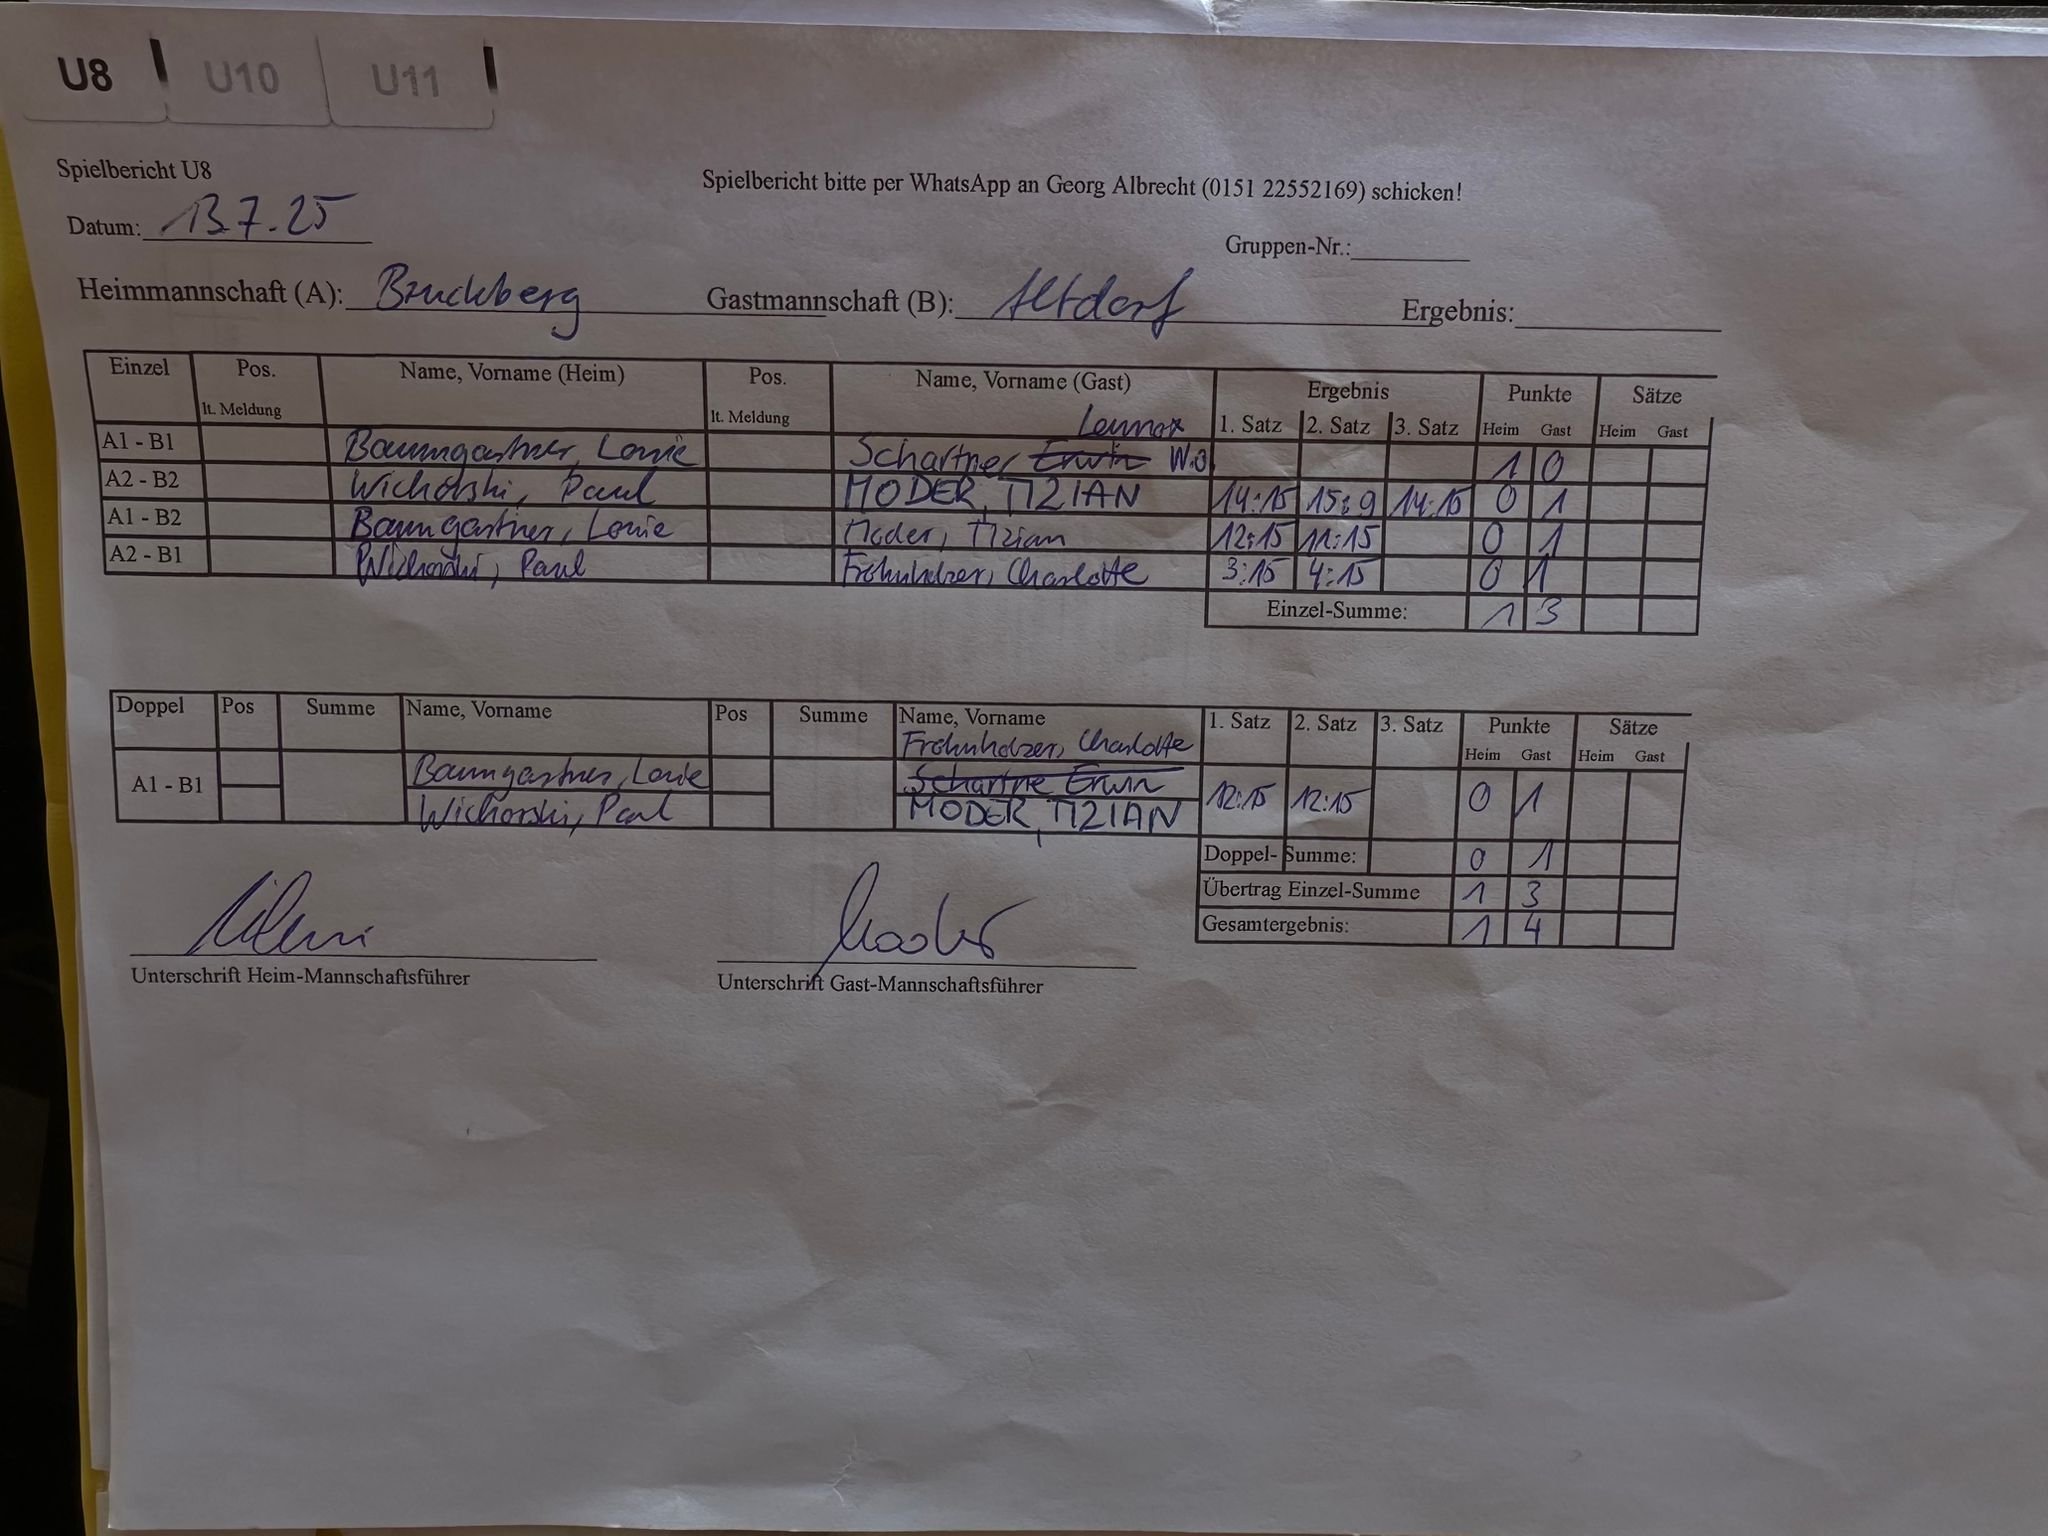 U8 U10 U11
Spielbericht U8
Spielbericht bitte per WhatsApp an Georg Albrecht (0151 22552169) schicken!
Datum: 13.7.25
Gruppen-Nr.:
Heimmannschaft (A): Bruckberg Gastmannschaft (B): Altdorf Ergebnis:
Einzel Pos. Name, Vorname (Heim) Pos. Name, Vorname (Gast) Ergebnis Punkte Sätze
lt. Meldung lt. Meldung 1. Satz 2. Satz 3. Satz Heim Gast Heim Gast
Lennox
A1 - B1 Baumgartner, Louie Schartner Erwin W.O. 1 0
A2 - B2 Wichorski, Paul MODER, TIZIAN 14:15 15:9 14:15 0 1
A1 - B2 Baumgartner, Louie Moder, Tizian 12:15 11:15 0 1
A2 - B1 Wichorski, Paul Frohnholzer, Charlotte 3:15 4:15 0 1
Einzel-Summe: 1 3
Doppel Pos Summe Name, Vorname Pos Summe Name, Vorname 1. Satz 2. Satz 3. Satz Punkte Sätze
Frohnholzer, Charlotte Heim Gast Heim Gast
A1 - B1 Baumgartner, Louie Schartne Erwin 12:15 12:15 0 1
Wichorski, Paul MODER, TIZIAN
Doppel-Summe: 0 1
Übertrag Einzel-Summe 1 3
Gesamtergebnis: 1 4
Unterschrift Heim-Mannschaftsführer Unterschrift Gast-Mannschaftsführer